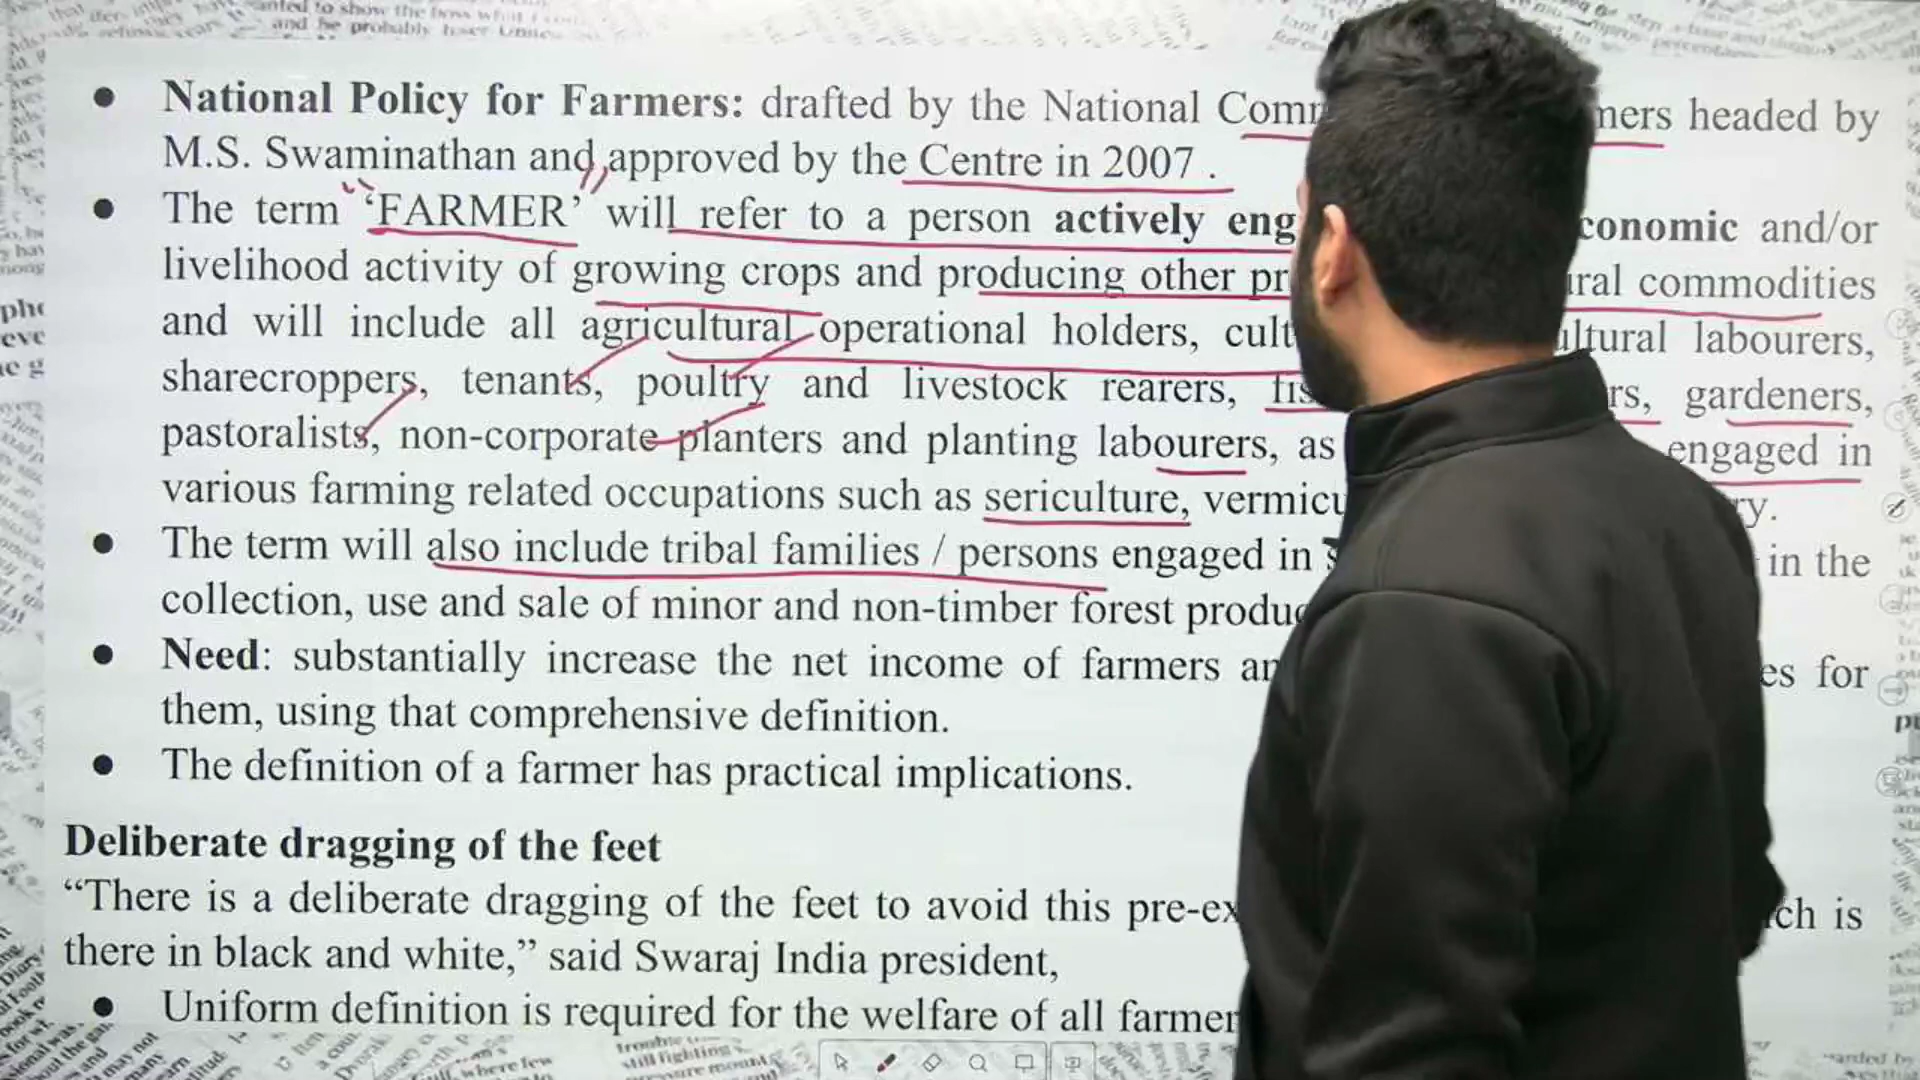 National Policy for Farmers: drafted by the National Comm mers headed by
M.S. Swaminathan and approved by the Centre in 2007 .
The term ‘FARMER’ will refer to a person actively eng conomic and/or
livelihood activity of growing crops and producing other pr ural commodities
and will include all agricultural operational holders, cult ultural labourers,
sharecroppers, tenants, poultry and livestock rearers, fis rs, gardeners,
pastoralists, non-corporate planters and planting labourers, as engaged in
various farming related occupations such as sericulture, vermicu ry.
The term will also include tribal families / persons engaged in in the
collection, use and sale of minor and non-timber forest produc
Need: substantially increase the net income of farmers an es for
them, using that comprehensive definition.
The definition of a farmer has practical implications.
Deliberate dragging of the feet
“There is a deliberate dragging of the feet to avoid this pre-ex ch is
there in black and white,” said Swaraj India president,
Uniform definition is required for the welfare of all farmer